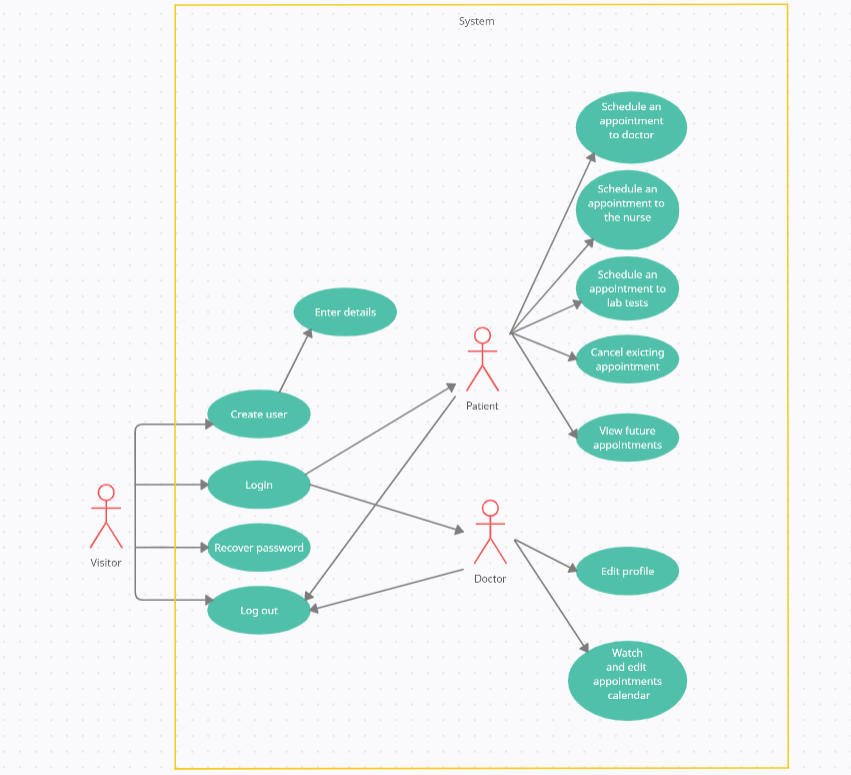 System
Schedule an
appointment
to doctor
Schedule an
appointment to
the nurse
Schedule an
appointment to
lab tests
Enter details
Cancel exicting
appointment
Patient
Create user
View future
appointments
Login
Visitor
Recover password
Doctor
Edit profile
Log out
Watch
and edit
appointments
calendar